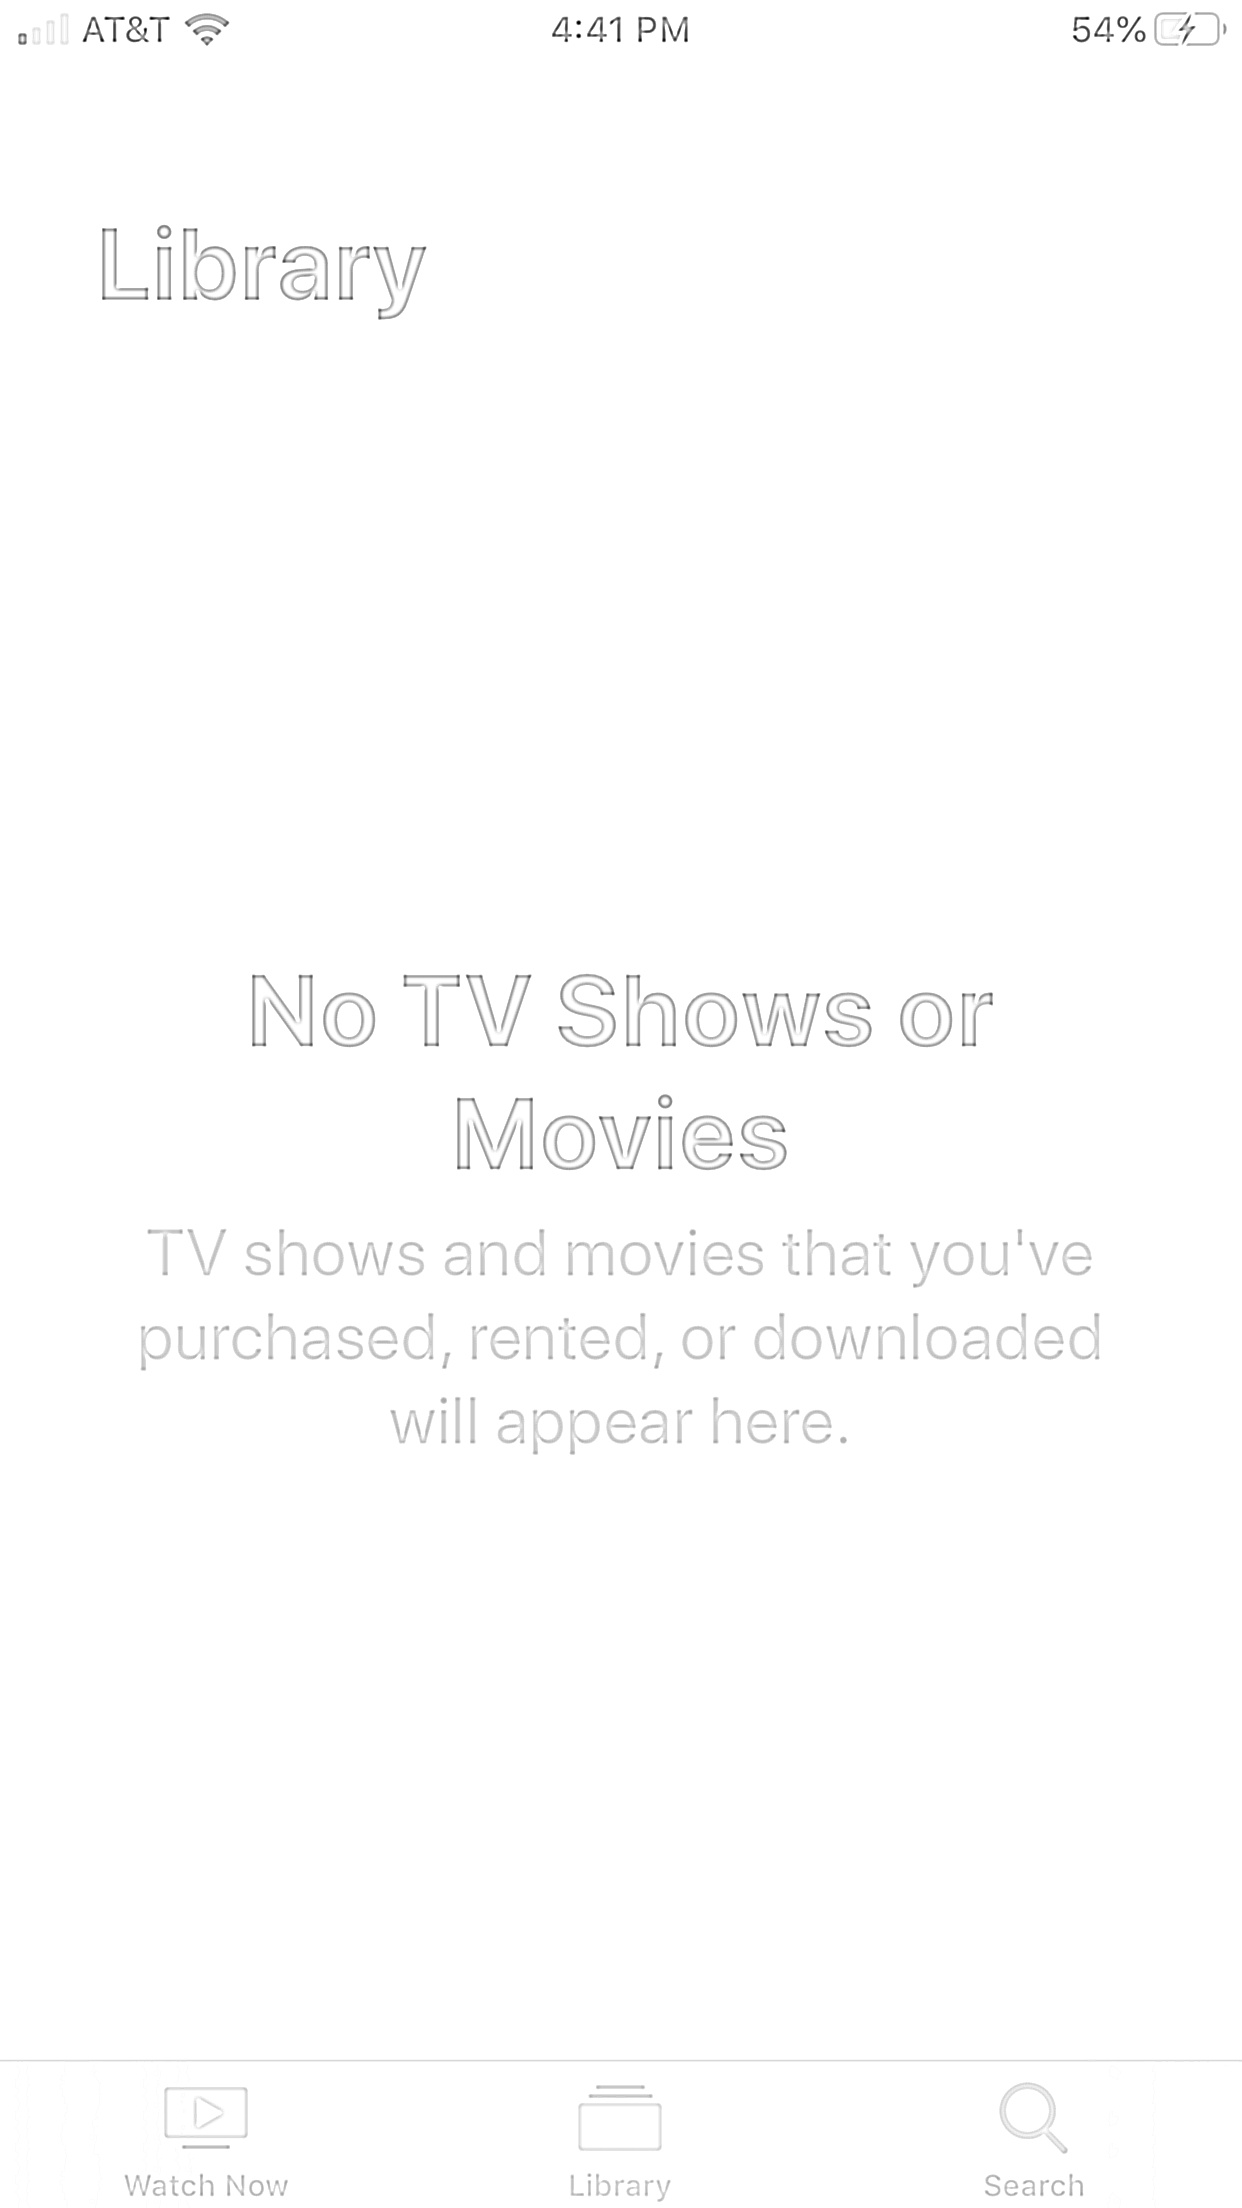 AT&T 4:41 PM 54%
Library
No TV Shows or
Movies
TV shows and movies that you've
purchased, rented, or downloaded
will appear here.
Watch Now Library Search